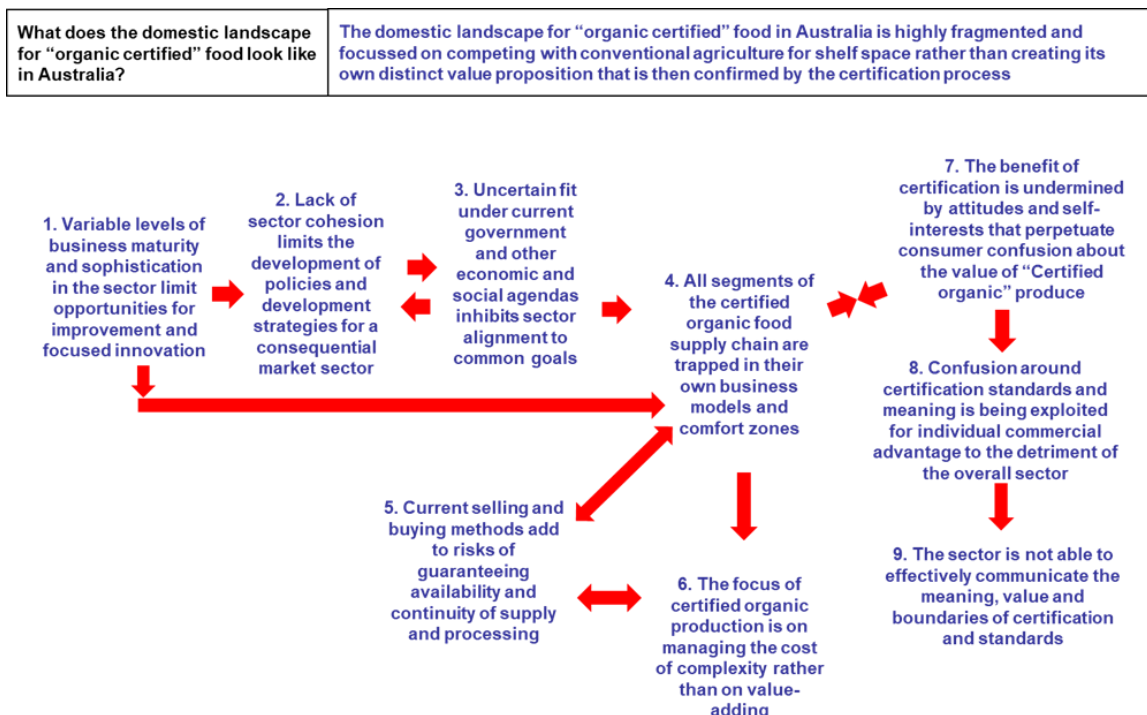 What does the domestic landscape
for “organic certified” food look like
in Australia?
The domestic landscape for “organic certified” food in Australia is highly fragmented and
focussed on competing with conventional agriculture for shelf space rather than creating its
own distinct value proposition that is then confirmed by the certification process
1. Variable levels of
business maturity
and sophistication
in the sector limit
opportunities for
improvement and
focused innovation
2. Lack of
sector cohesion
limits the
development of
policies and
development
strategies for a
consequential
market sector
3. Uncertain fit
under current
government
and other
economic and
social agendas
inhibits sector
alignment to
common goals
4. All segments of
the certified
organic food
supply chain are
trapped in their
own business
models and
comfort zones
5. Current selling and
buying methods add
to risks of
guaranteeing
availability and
continuity of supply
and processing
6. The focus of
certified organic
production is on
managing the cost
of complexity rather
than on value-
adding
7. The benefit of
certification is undermined
by attitudes and self-
interests that perpetuate
consumer confusion about
the value of “Certified
organic” produce
8. Confusion around
certification standards and
meaning is being exploited
for individual commercial
advantage to the detriment of
the overall sector
9. The sector is not able to
effectively communicate the
meaning, value and
boundaries of certification
and standards